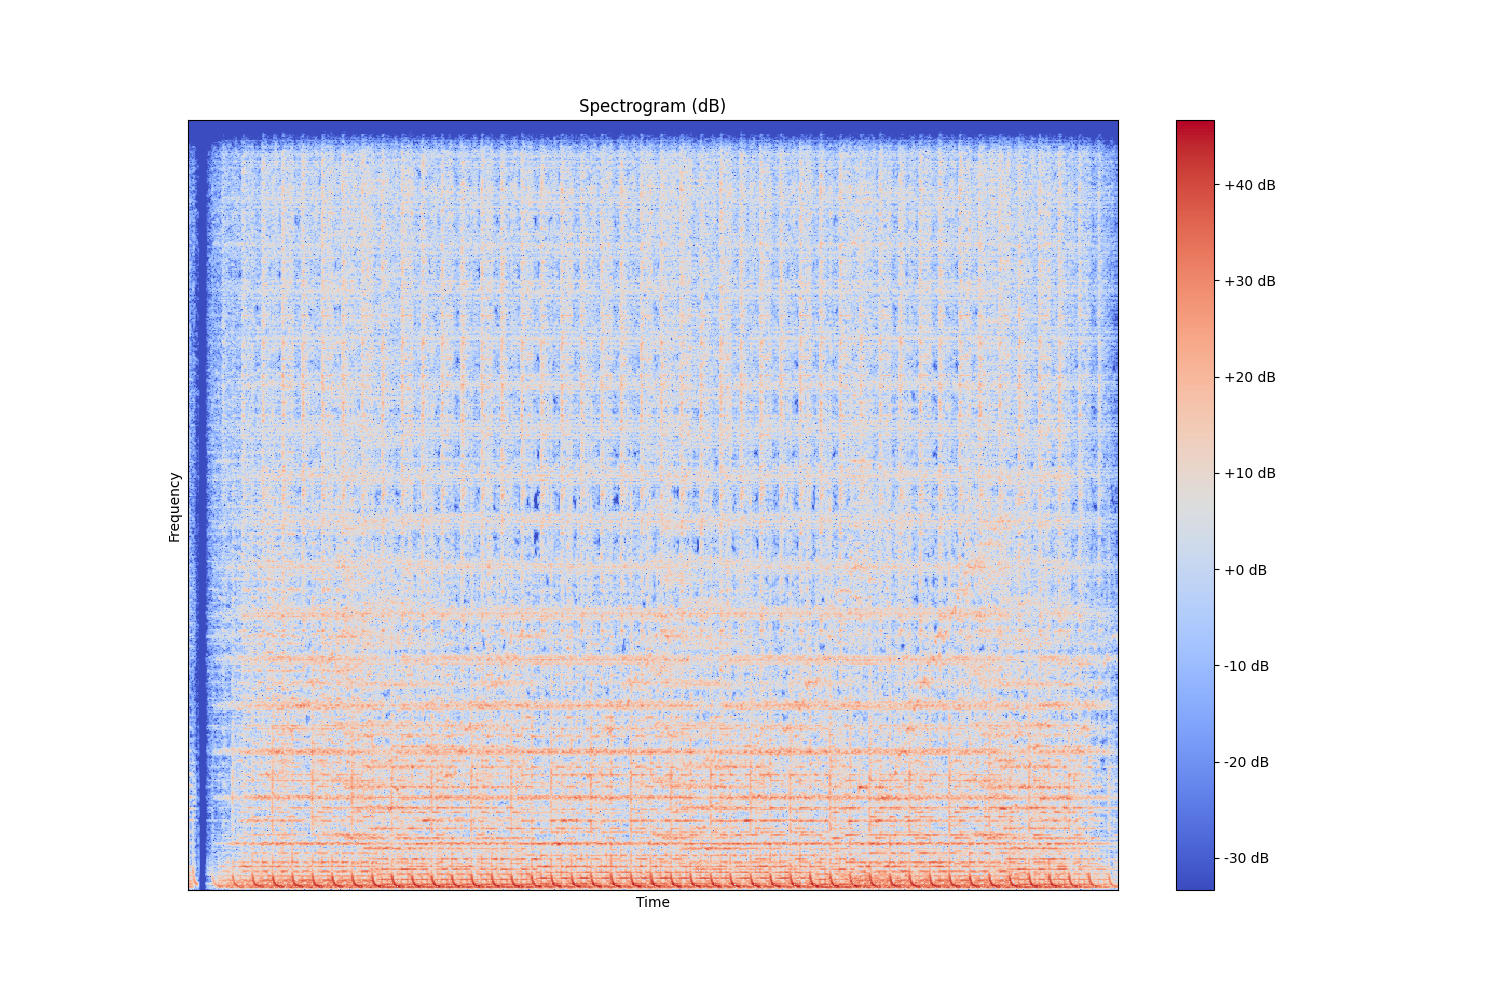 Spectrogram (dB)
Frequency
Time
+40 dB
+30 dB
+20 dB
+10 dB
+0 dB
-10 dB
-20 dB
-30 dB